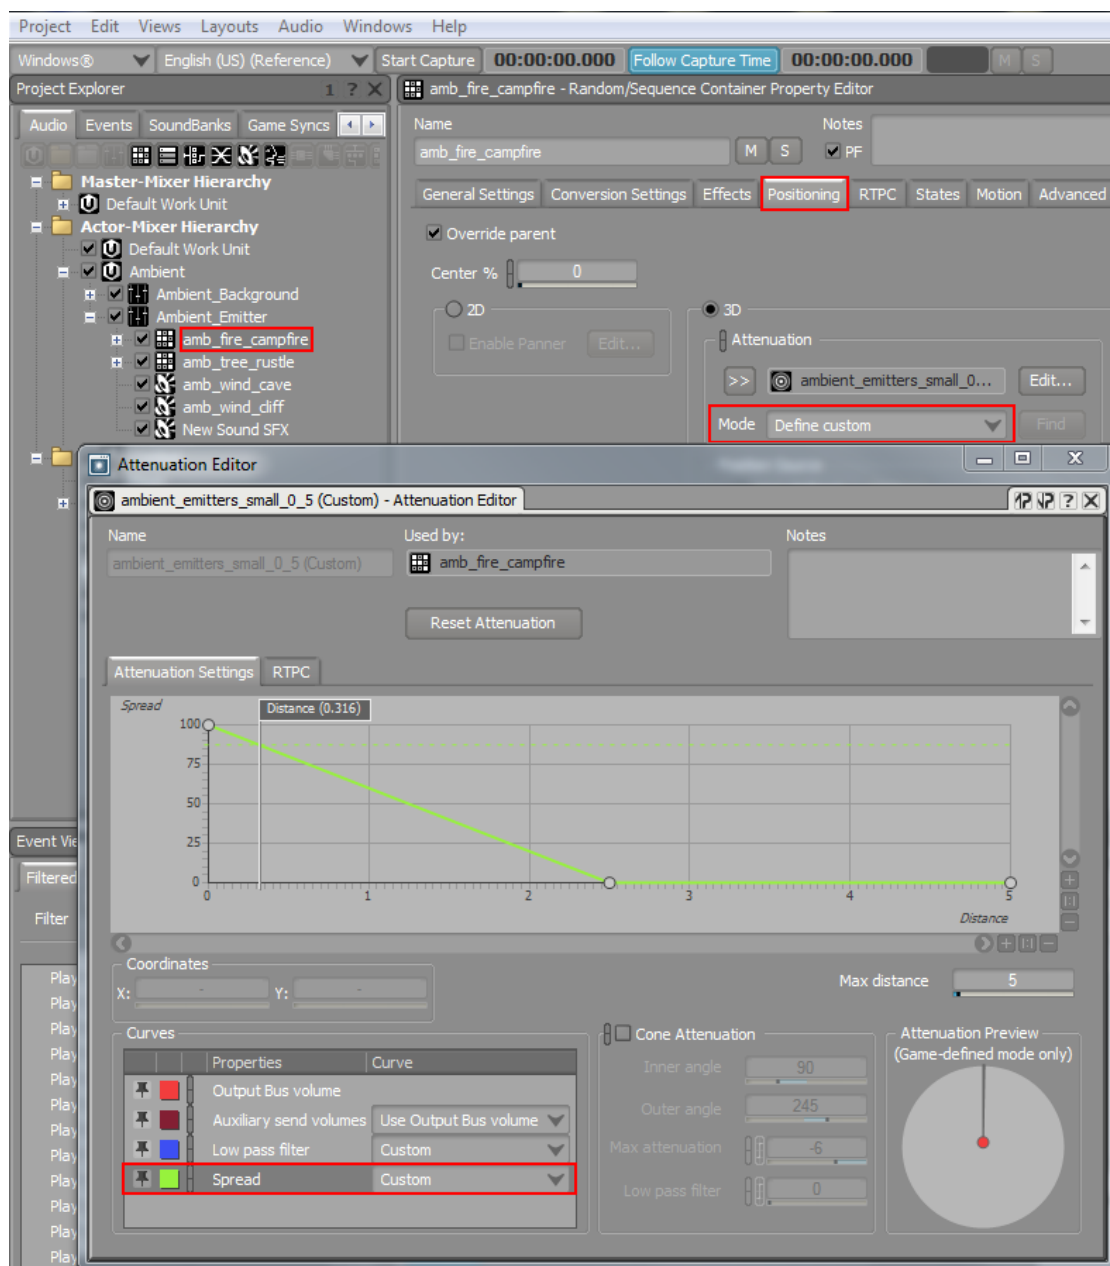 Project Edit Views Layouts Audio Windows Help
Windows® English (US) (Reference) Start Capture 00:00:00.000 Follow Capture Time 00:00:00.000 M S
Project Explorer 1 ? X
amb_fire_campfire - Random/Sequence Container Property Editor
Audio Events SoundBanks Game Syncs
Name Notes
amb_fire_campfire M S PF
General Settings Conversion Settings Effects Positioning RTPC States Motion Advanced
Master-Mixer Hierarchy
Default Work Unit
Actor-Mixer Hierarchy
Default Work Unit
Ambient
Ambient_Background
Ambient_Emitter
amb_fire_campfire
amb_tree_rustle
amb_wind_cave
amb_wind_cliff
New Sound SFX
Override parent
Center % 0
2D
Enable Panner Edit...
3D
Attenuation
>> ambient_emitters_small_0... Edit...
Mode Define custom Find
Attenuation Editor
ambient_emitters_small_0_5 (Custom) - Attenuation Editor
Name Used by: Notes
ambient_emitters_small_0_5 (Custom) amb_fire_campfire
Reset Attenuation
Attenuation Settings RTPC
Spread
Distance (0.316)
100
75
50
25
0
0 1 2 3 4 5
Distance
Coordinates
X: - Y: -
Max distance 5
Curves
Properties Curve
Output Bus volume
Auxiliary send volumes Use Output Bus volume
Low pass filter Custom
Spread Custom
Cone Attenuation
Inner angle 90
Outer angle 245
Max attenuation -6
Low pass filter 0
Attenuation Preview
(Game-defined mode only)
Event Vie
Filtered
Filter
Play
Play
Play
Play
Play
Play
Play
Play
Play
Play
Play
Play